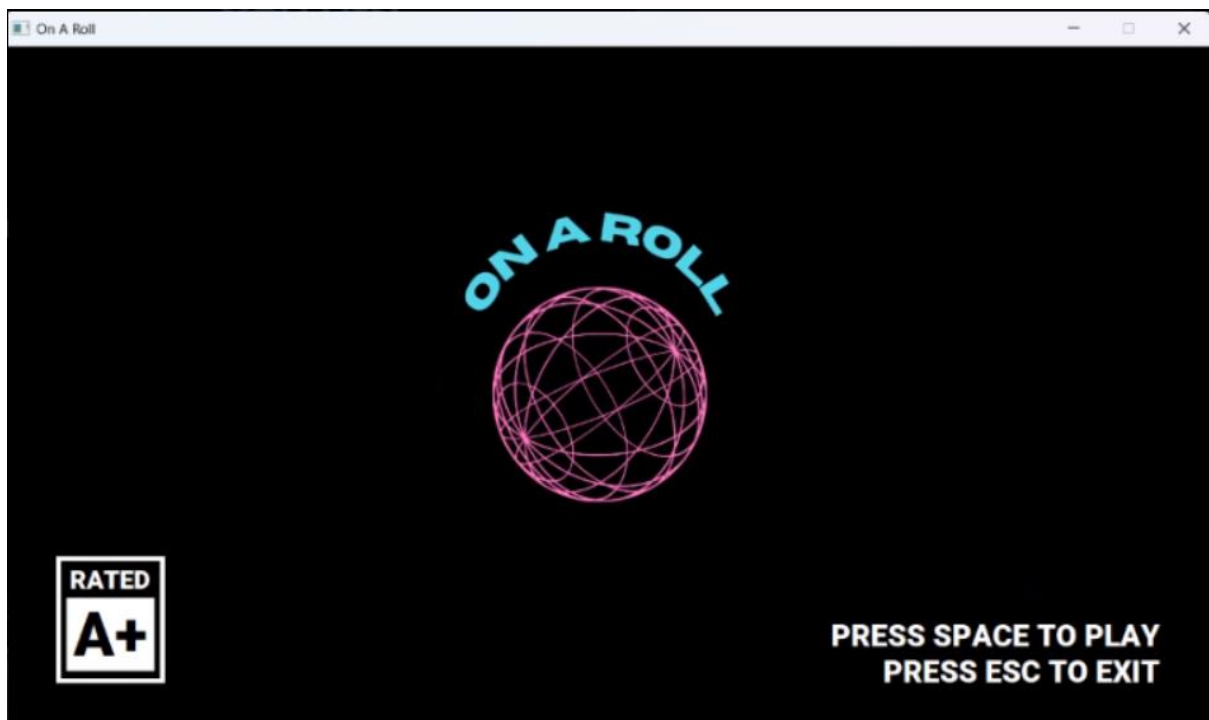 On A Roll
ON A ROLL
RATED
A+
PRESS SPACE TO PLAY
PRESS ESC TO EXIT